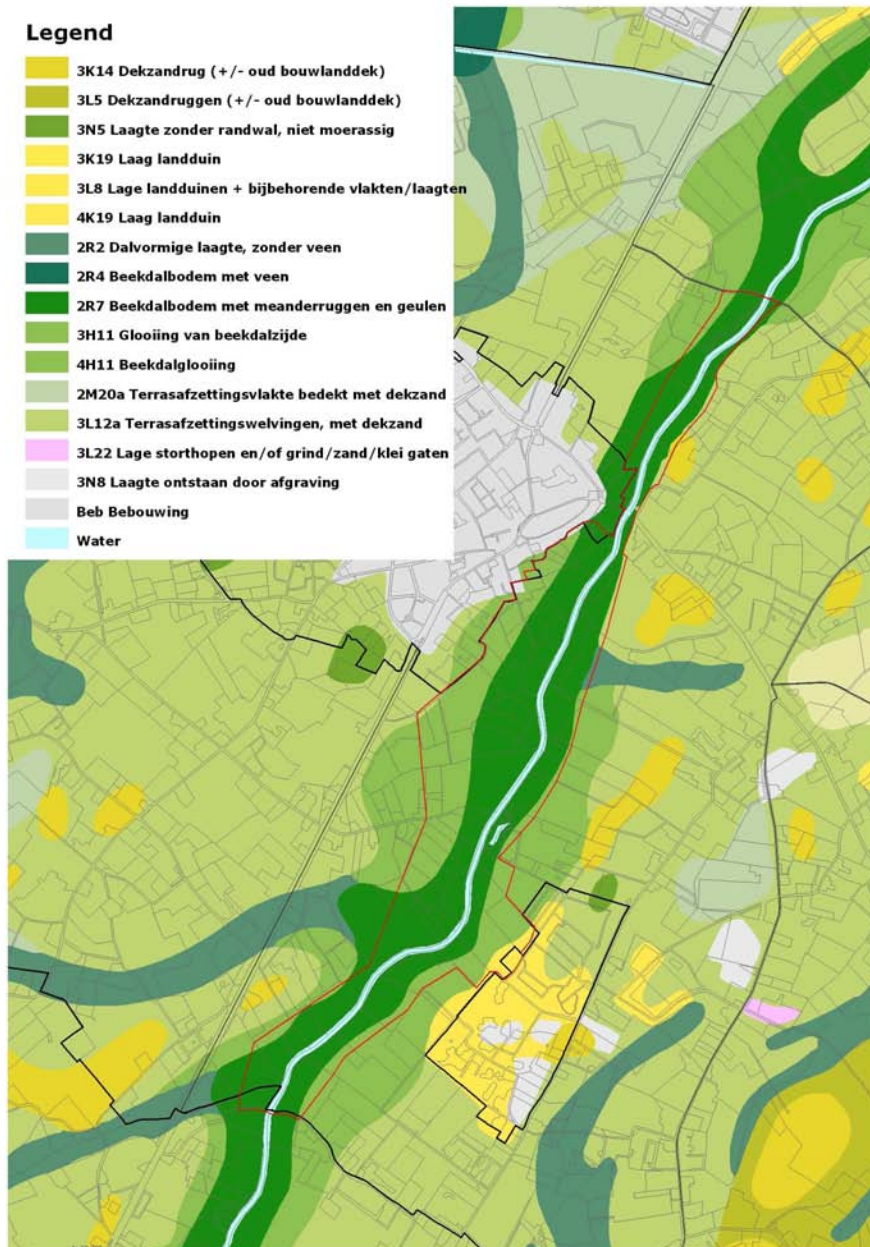 Legend
3K14 Dekzandrug (+/- oud bouwlanddek)
3L5 Dekzandruggen (+/- oud bouwlanddek)
3N5 Laagte zonder randwal, niet moerassig
3K19 Laag landduin
3L8 Lage landduinen + bijbehorende vlakten/laagten
4K19 Laag landduin
2R2 Dalvormige laagte, zonder veen
2R4 Beekdalbodem met veen
2R7 Beekdalbodem met meanderruggen en geulen
3H11 Glooiing van beekdalzijde
4H11 Beekdalglooiing
2M20a Terrasafzettingsvlakte bedekt met dekzand
3L12a Terrasafzettingswelvingen, met dekzand
3L22 Lage storthopen en/of grind/zand/klei gaten
3N8 Laagte ontstaan door afgraving
Beb Bebouwing
Water